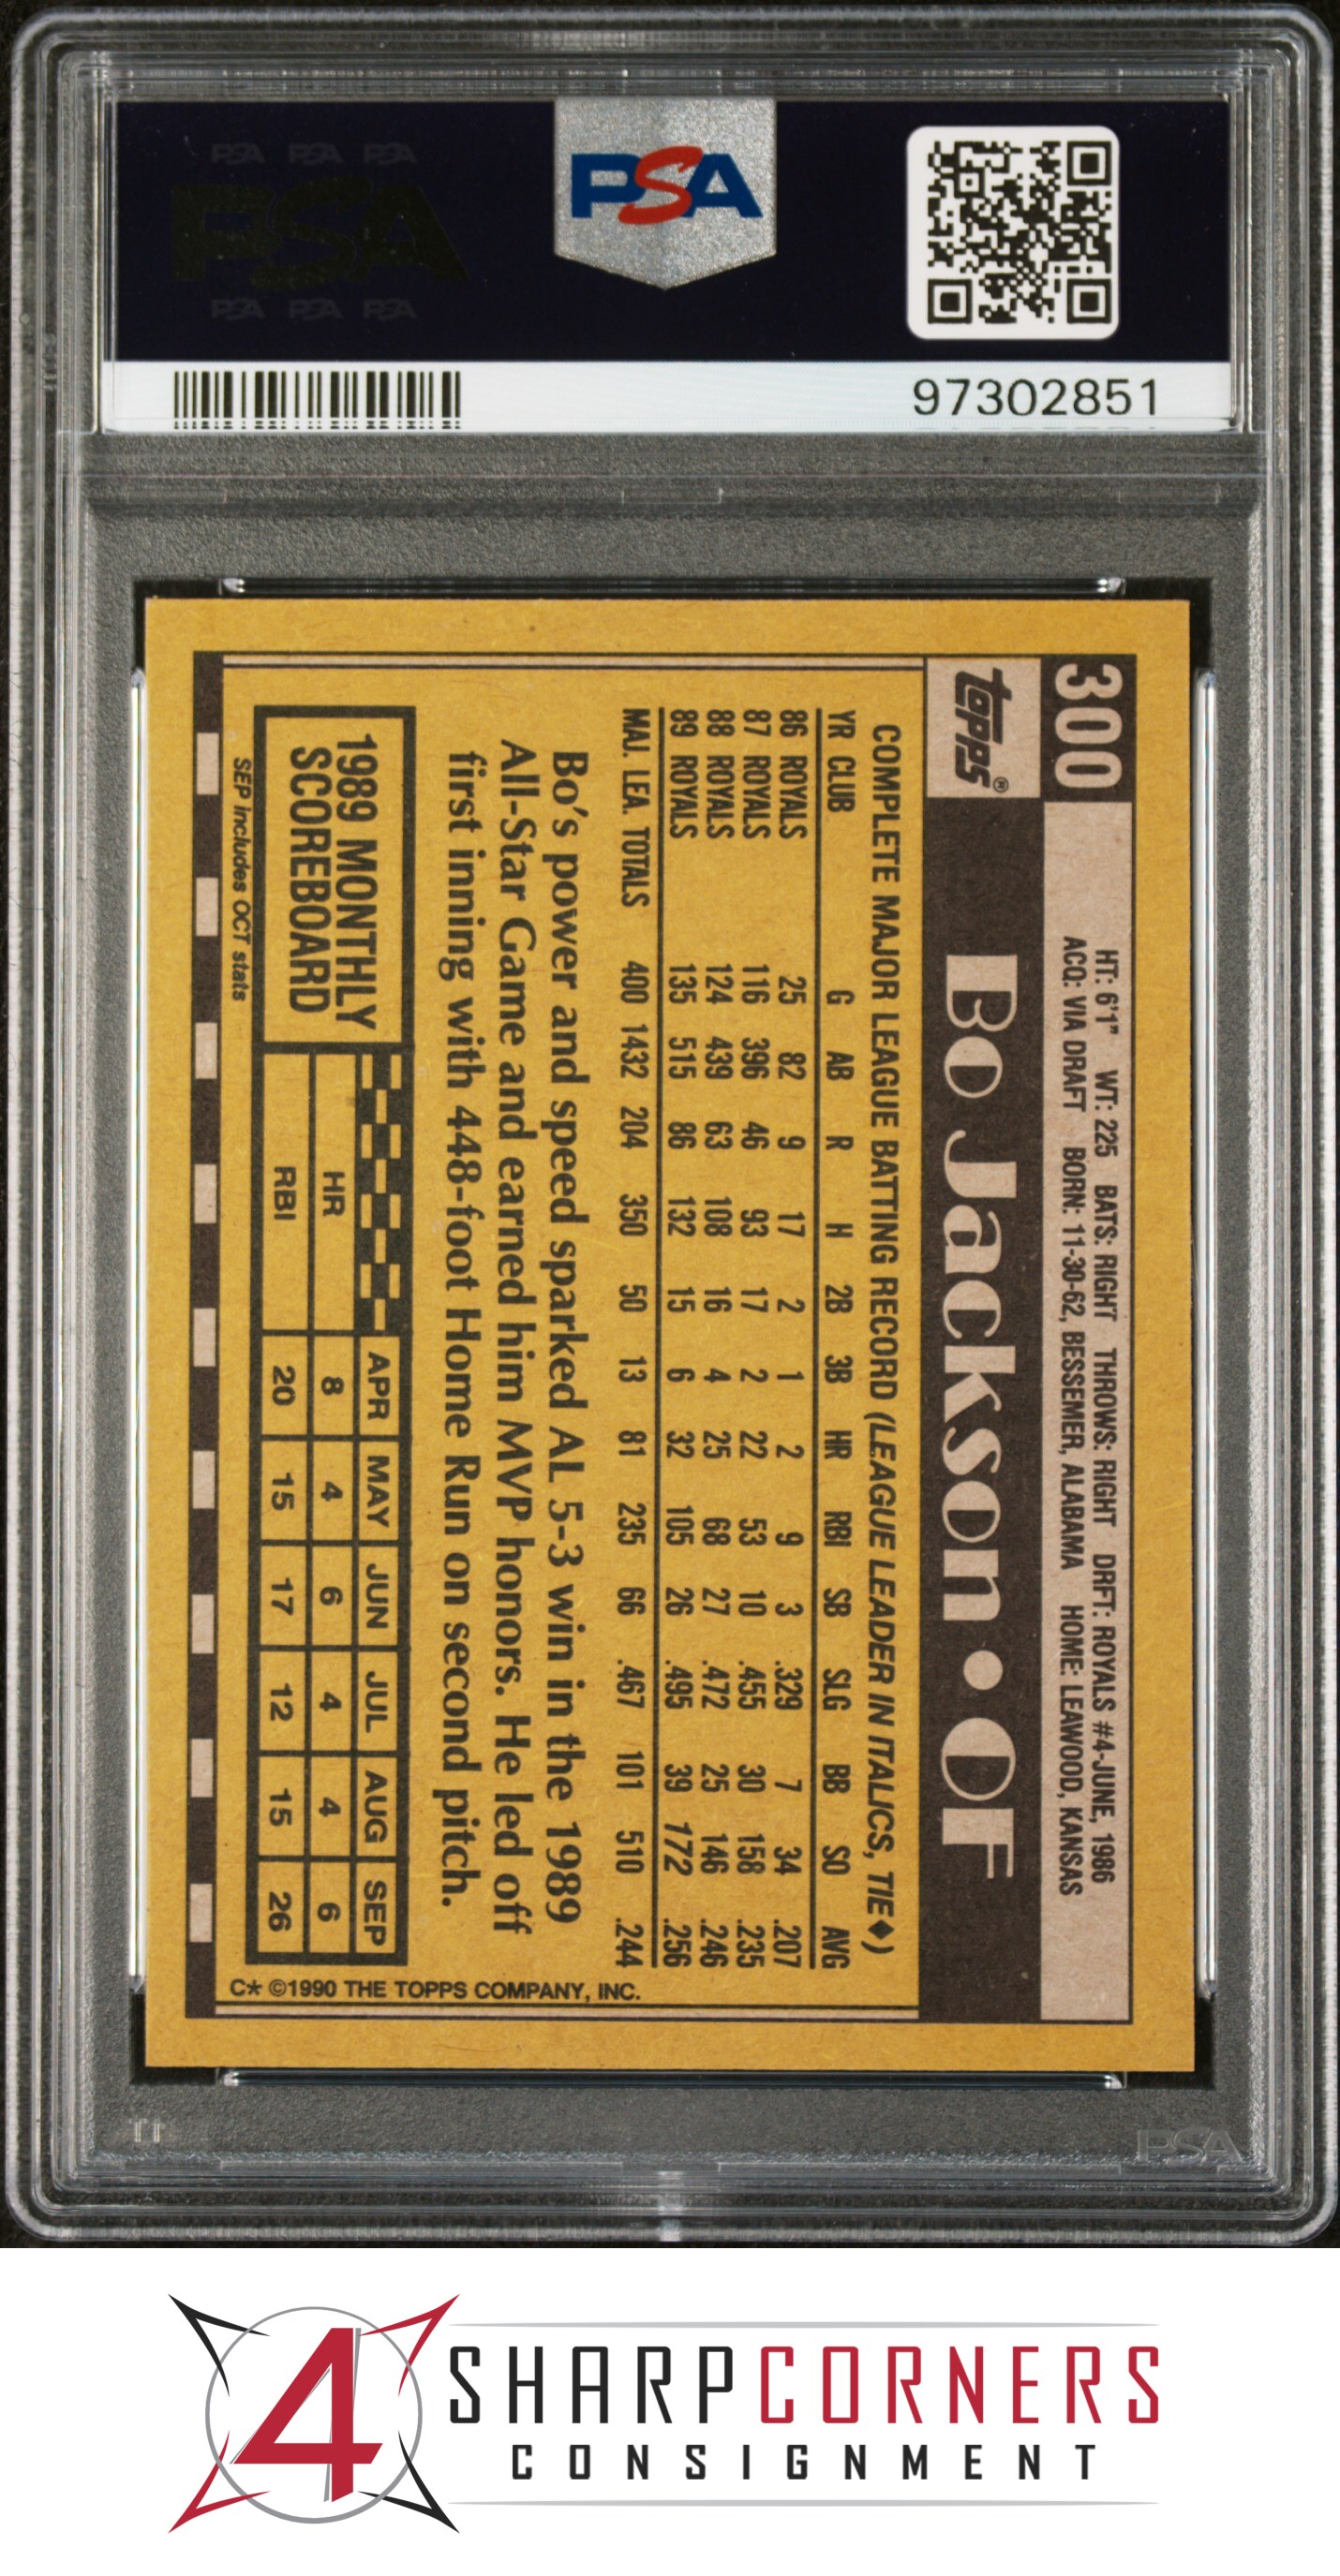 PSA PSA PSA
PSA
PSA PSA PSA
PSA
97302851
300
HT: 6'1" WT: 225 BATS: RIGHT THROWS: RIGHT DRFT: ROYALS #4-JUNE, 1986
ACQ: VIA DRAFT BORN: 11-30-62, BESSEMER, ALABAMA HOME: LEAWOOD, KANSAS
topps®
Bo Jackson • OF
COMPLETE MAJOR LEAGUE BATTING RECORD (LEAGUE LEADER IN ITALICS, TIE♦)
YR CLUB G AB R H 2B 3B HR RBI SB SLG BB SO AVG
86 ROYALS 25 82 9 17 2 1 2 9 3 .329 7 34 .207
87 ROYALS 116 396 46 93 17 2 22 53 10 .455 30 158 .235
88 ROYALS 124 439 63 108 16 4 25 68 27 .472 25 146 .246
89 ROYALS 135 515 86 132 15 6 32 105 26 .495 39 172 .256
MAJ. LEA. TOTALS 400 1432 204 350 50 13 81 235 66 .467 101 510 .244
Bo's power and speed sparked AL 5-3 win in the 1989
All-Star Game and earned him MVP honors. He led off
first inning with 448-foot Home Run on second pitch.
1989 MONTHLY
SCOREBOARD
APR MAY JUN JUL AUG SEP
HR 8 4 6 4 4 6
RBI 20 15 17 12 15 26
SEP includes OCT stats
C* ©1990 THE TOPPS COMPANY, INC.
PSA
4
SHARPCORNERS
CONSIGNMENT